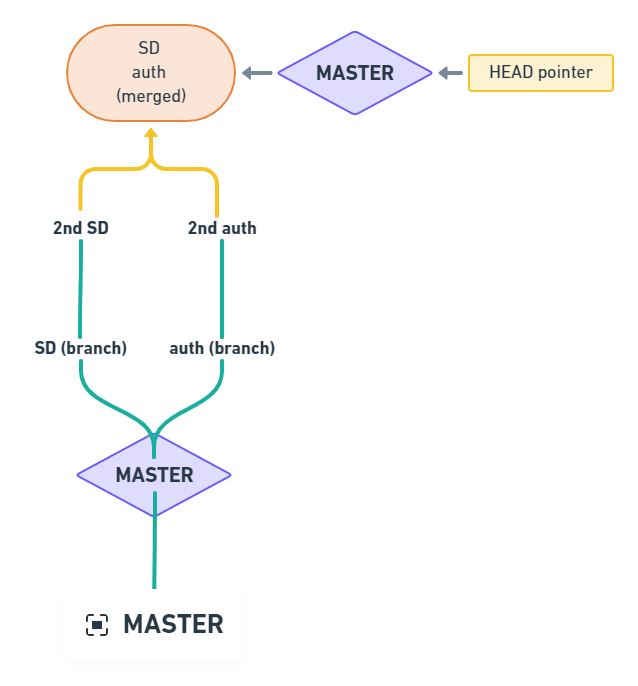 SD
auth
(merged)
MASTER
HEAD pointer
2nd SD
2nd auth
SD (branch)
auth (branch)
MASTER
MASTER